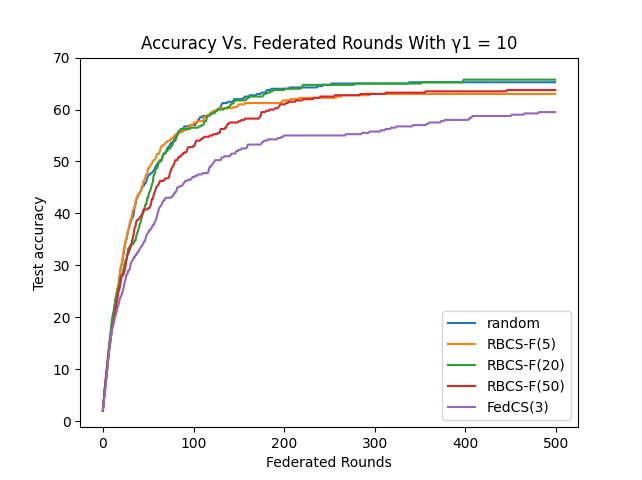 Accuracy Vs. Federated Rounds With γ1 = 10
Test accuracy
70
60
50
40
30
20
10
0
0 100 200 300 400 500
Federated Rounds
random
RBCS-F(5)
RBCS-F(20)
RBCS-F(50)
FedCS(3)